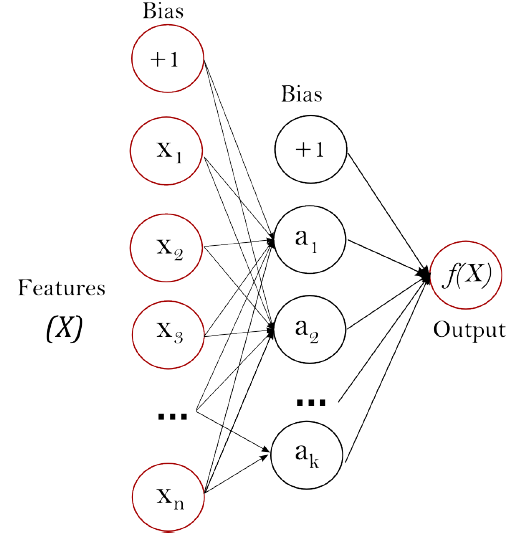 Bias
+1
x1
x2
x3
...
xn
Features
(X)
Bias
+1
a1
a2
...
ak
f(X)
Output